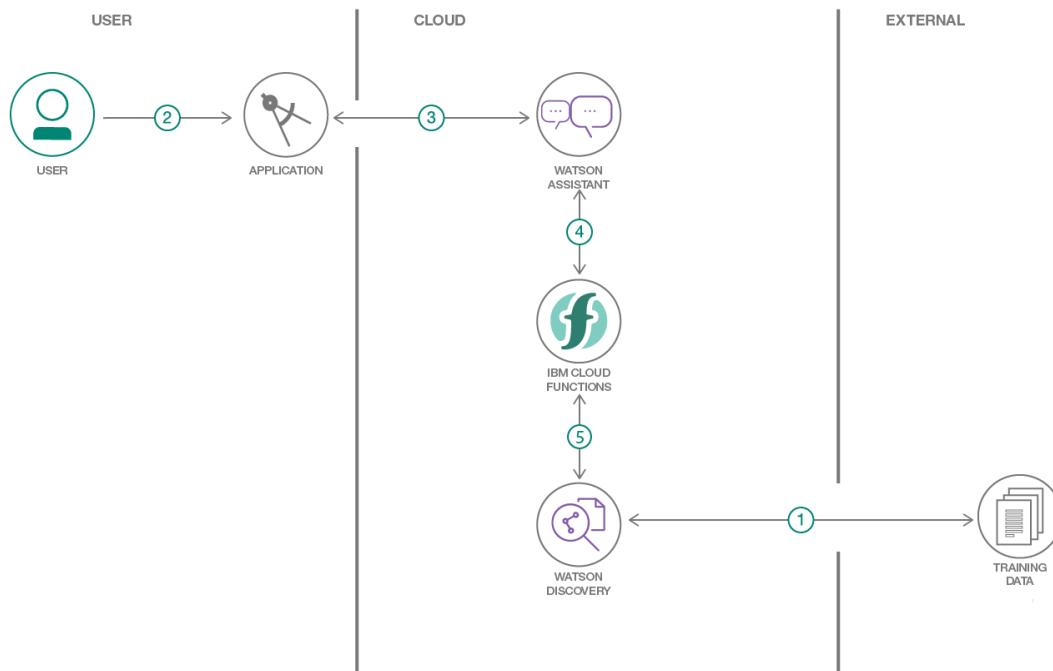 USER
CLOUD
EXTERNAL
2
3
USER
APPLICATION
WATSON
ASSISTANT
4
IBM CLOUD
FUNCTIONS
5
1
WATSON
DISCOVERY
TRAINING
DATA